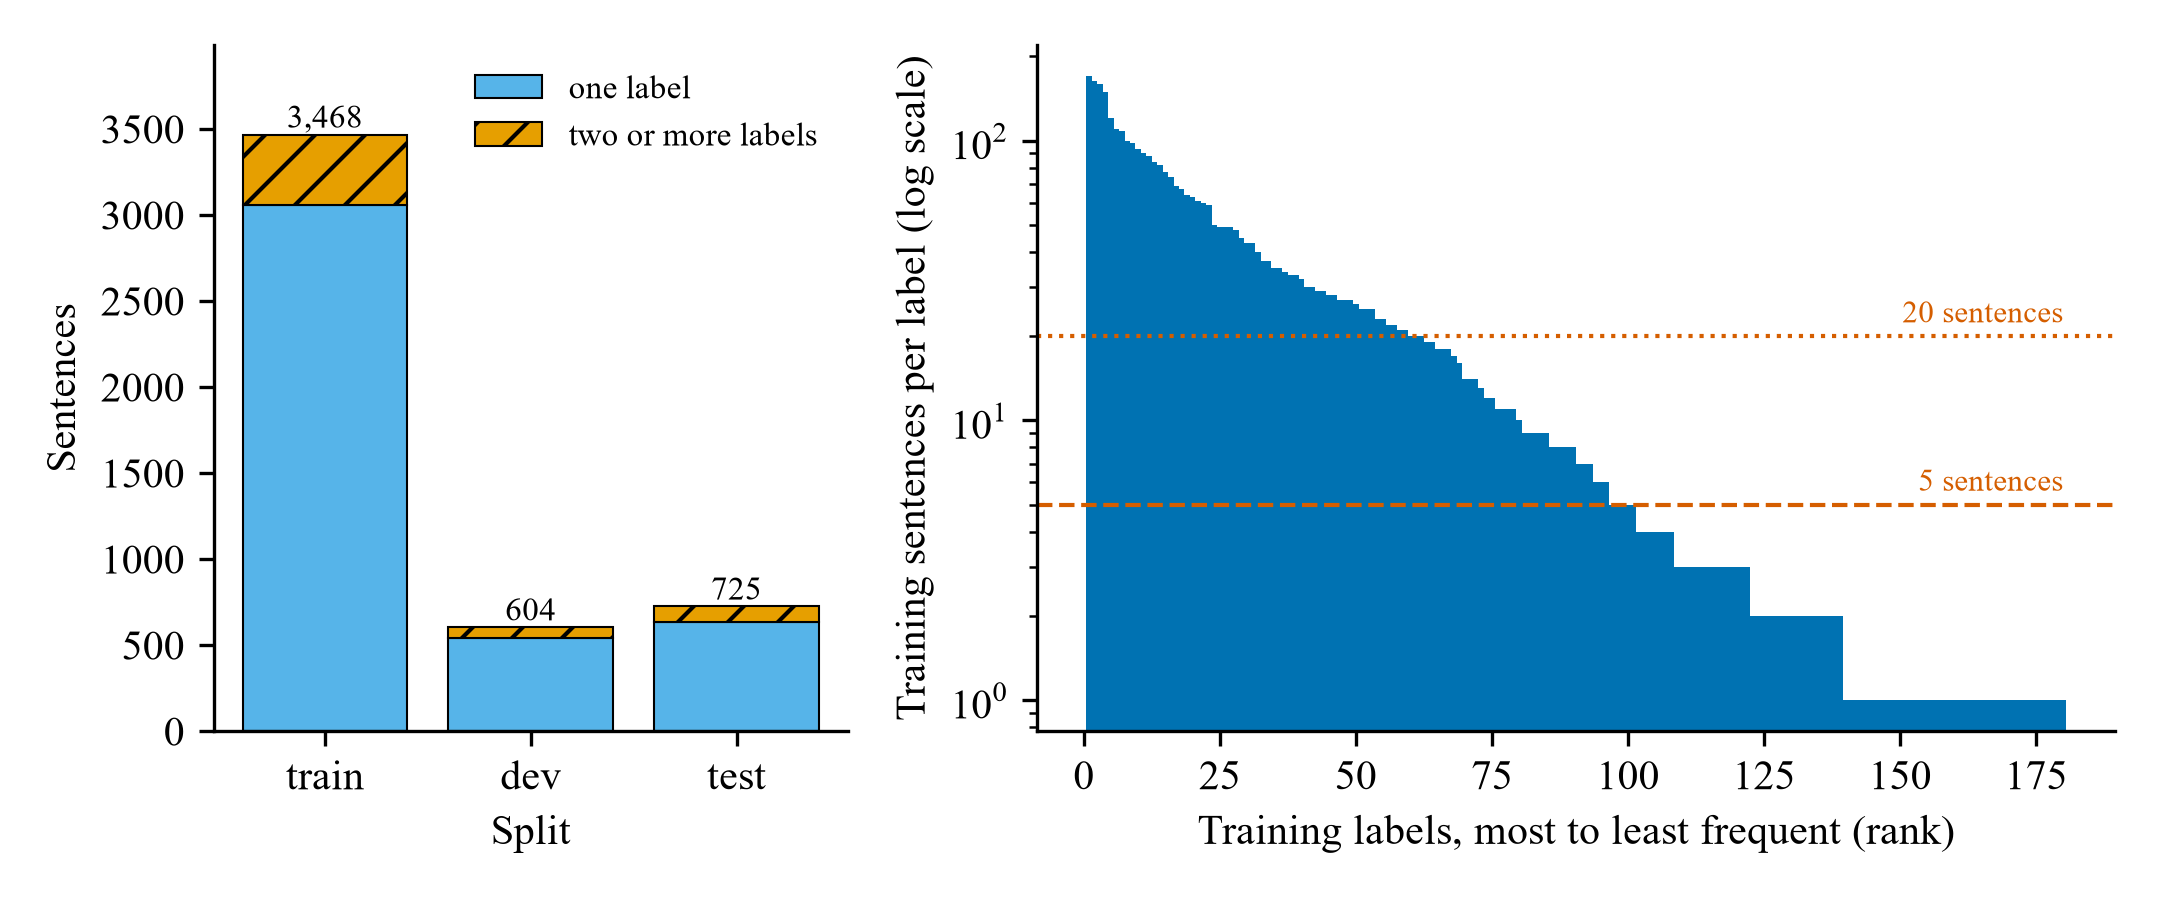 Sentences
3500
3000
2500
2000
1500
1000
500
0
3,468
604
725
one label
two or more labels
train dev test
Split
Training sentences per label (log scale)
10²
10¹
10⁰
20 sentences
5 sentences
0 25 50 75 100 125 150 175
Training labels, most to least frequent (rank)